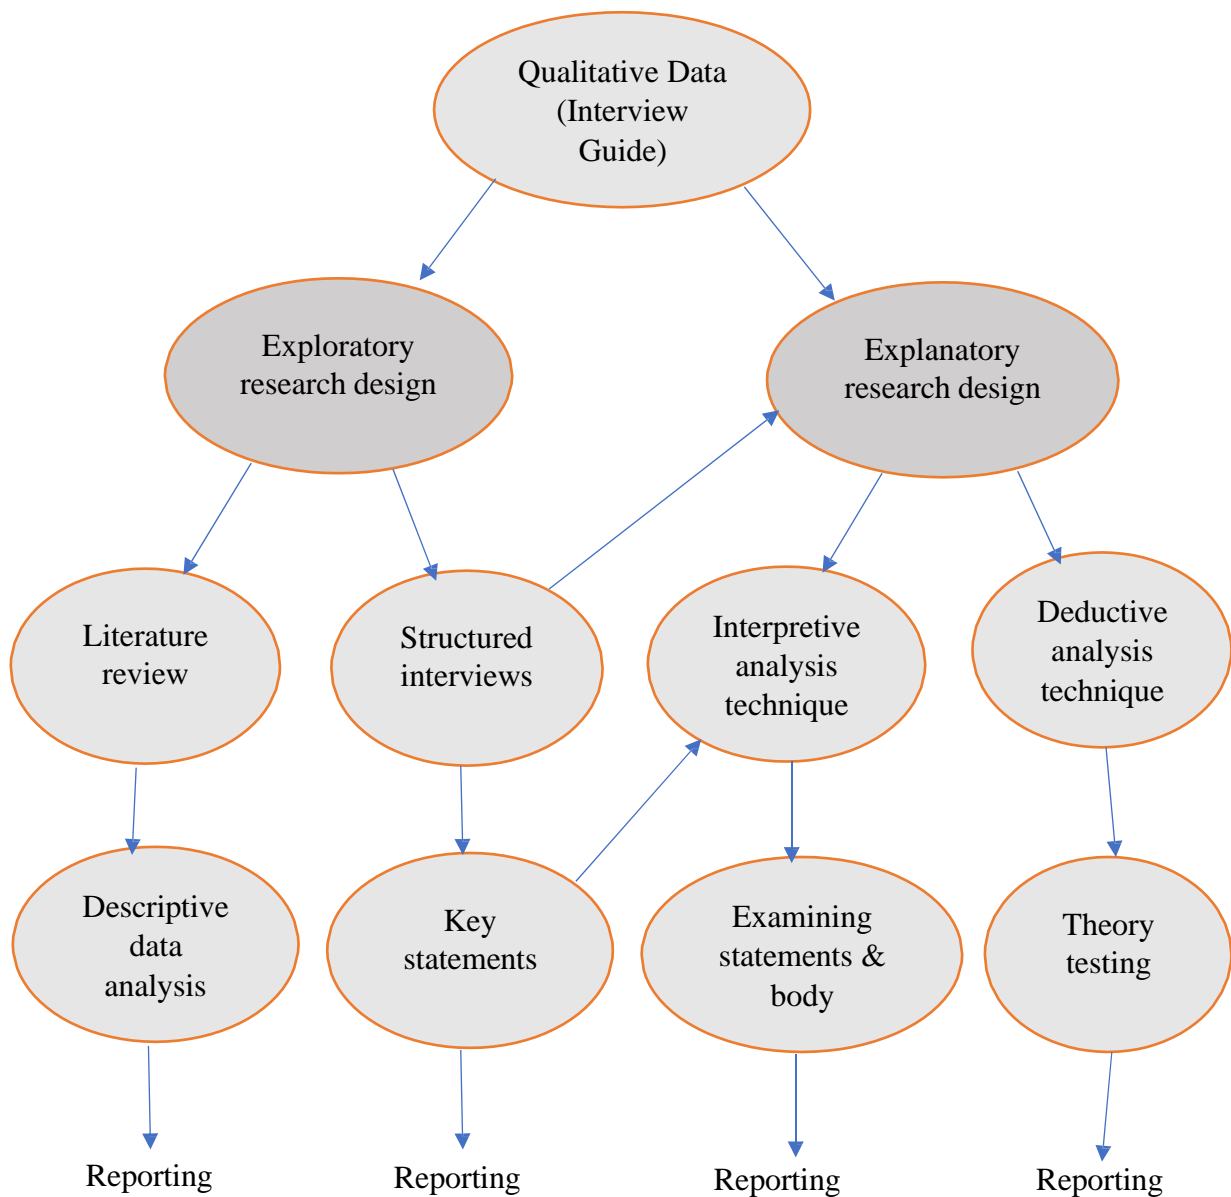 Qualitative Data
(Interview
Guide)
Exploratory
research design
Explanatory
research design
Literature
review
Structured
interviews
Interpretive
analysis
technique
Deductive
analysis
technique
Descriptive
data
analysis
Key
statements
Examining
statements &
body
Theory
testing
Reporting
Reporting
Reporting
Reporting